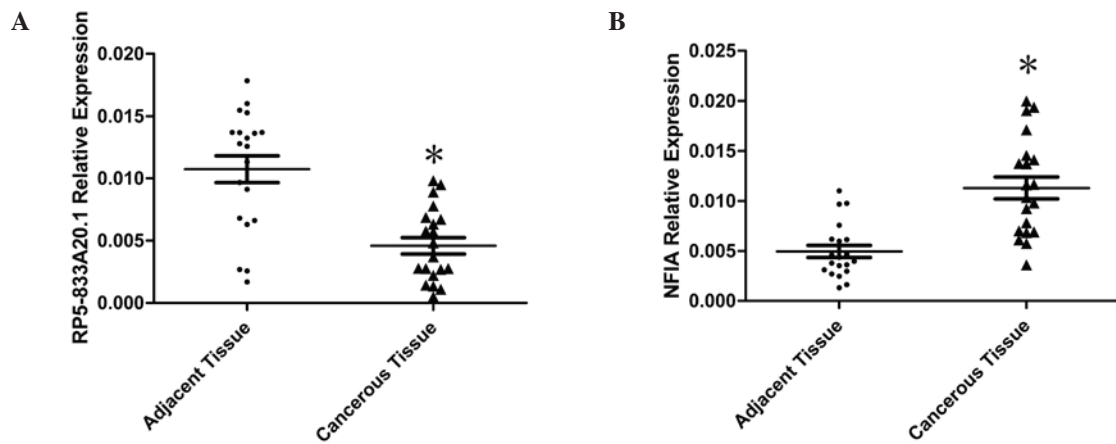 A
RP5-833A20.1 Relative Expression
0.020
0.015
0.010
0.005
0.000
*
Adjacent Tissue
Cancerous Tissue
B
NFIA Relative Expression
0.025
0.020
0.015
0.010
0.005
0.000
*
Adjacent Tissue
Cancerous Tissue